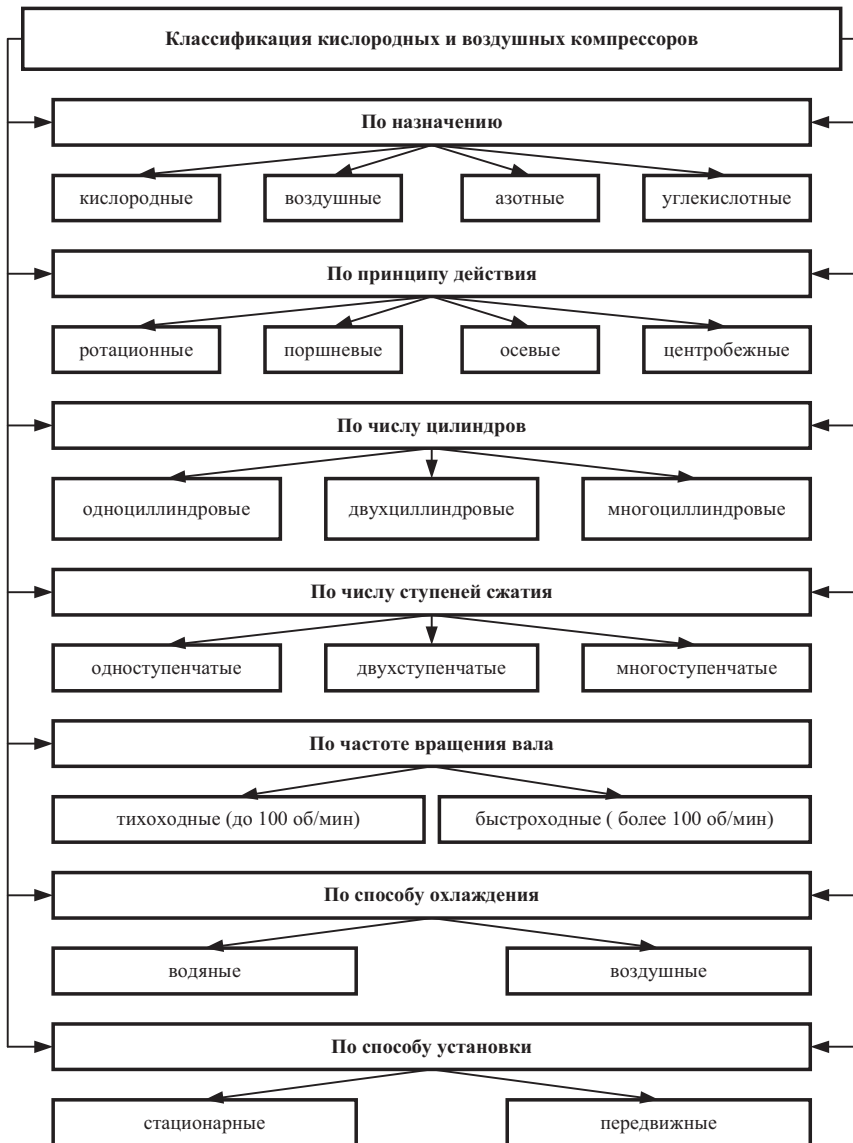 Классификация кислородных и воздушных компрессоров
По назначению
кислородные воздушные азотные углекислотные
По принципу действия
ротационные поршневые осевые центробежные
По числу цилиндров
одноциллиндровые двухциллиндровые многоциллиндровые
По числу ступеней сжатия
одноступенчатые двухступенчатые многоступенчатые
По частоте вращения вала
тихоходные (до 100 об/мин) быстроходные ( более 100 об/мин)
По способу охлаждения
водяные воздушные
По способу установки
стационарные передвижные